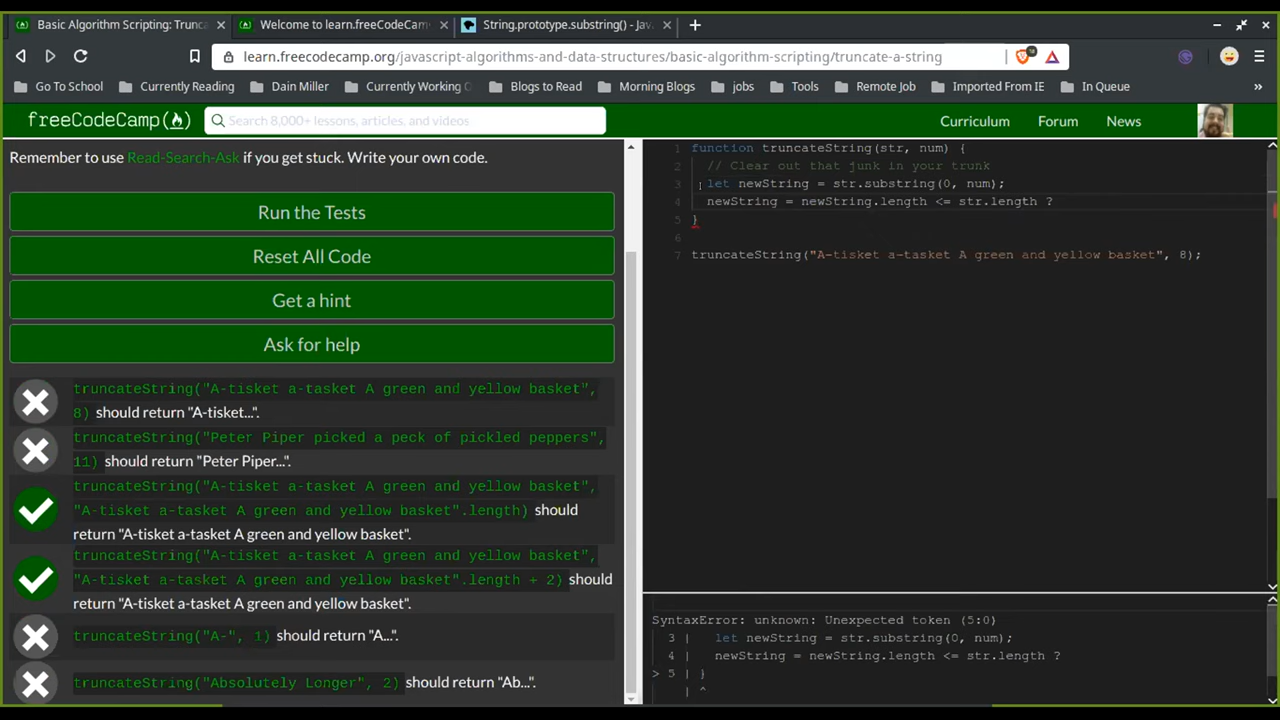 Basic Algorithm Scripting: Trunca
Welcome to learn.freeCodeCam
String.prototype.substring() - Jav
learn.freecodecamp.org/javascript-algorithms-and-data-structures/basic-algorithm-scripting/truncate-a-string
Go To School
Currently Reading
Dain Miller
Currently Working
Blogs to Read
Morning Blogs
jobs
Tools
Remote Job
Imported From IE
In Queue
»
freeCodeCamp
Search 8,000+ lessons, articles, and videos
Curriculum
Forum
News
Remember to use Read-Search-Ask if you get stuck. Write your own code.
Run the Tests
Reset All Code
Get a hint
Ask for help
truncateString("A-tisket a-tasket A green and yellow basket",
8) should return "A-tisket...".
truncateString("Peter Piper picked a peck of pickled peppers",
11) should return "Peter Piper...".
truncateString("A-tisket a-tasket A green and yellow basket",
"A-tisket a-tasket A green and yellow basket".length) should
return "A-tisket a-tasket A green and yellow basket".
truncateString("A-tisket a-tasket A green and yellow basket",
"A-tisket a-tasket A green and yellow basket".length + 2) should
return "A-tisket a-tasket A green and yellow basket".
truncateString("A-", 1) should return "A...".
truncateString("Absolutely Longer", 2) should return "Ab...".
1 function truncateString(str, num) {
2 // Clear out that junk in your trunk
3 let newString = str.substring(0, num);
4 newString = newString.length <= str.length ?
5 }
6
7 truncateString("A-tisket a-tasket A green and yellow basket", 8);
SyntaxError: unknown: Unexpected token (5:0)
3 | let newString = str.substring(0, num);
4 | newString = newString.length <= str.length ?
> 5 | }
| ^